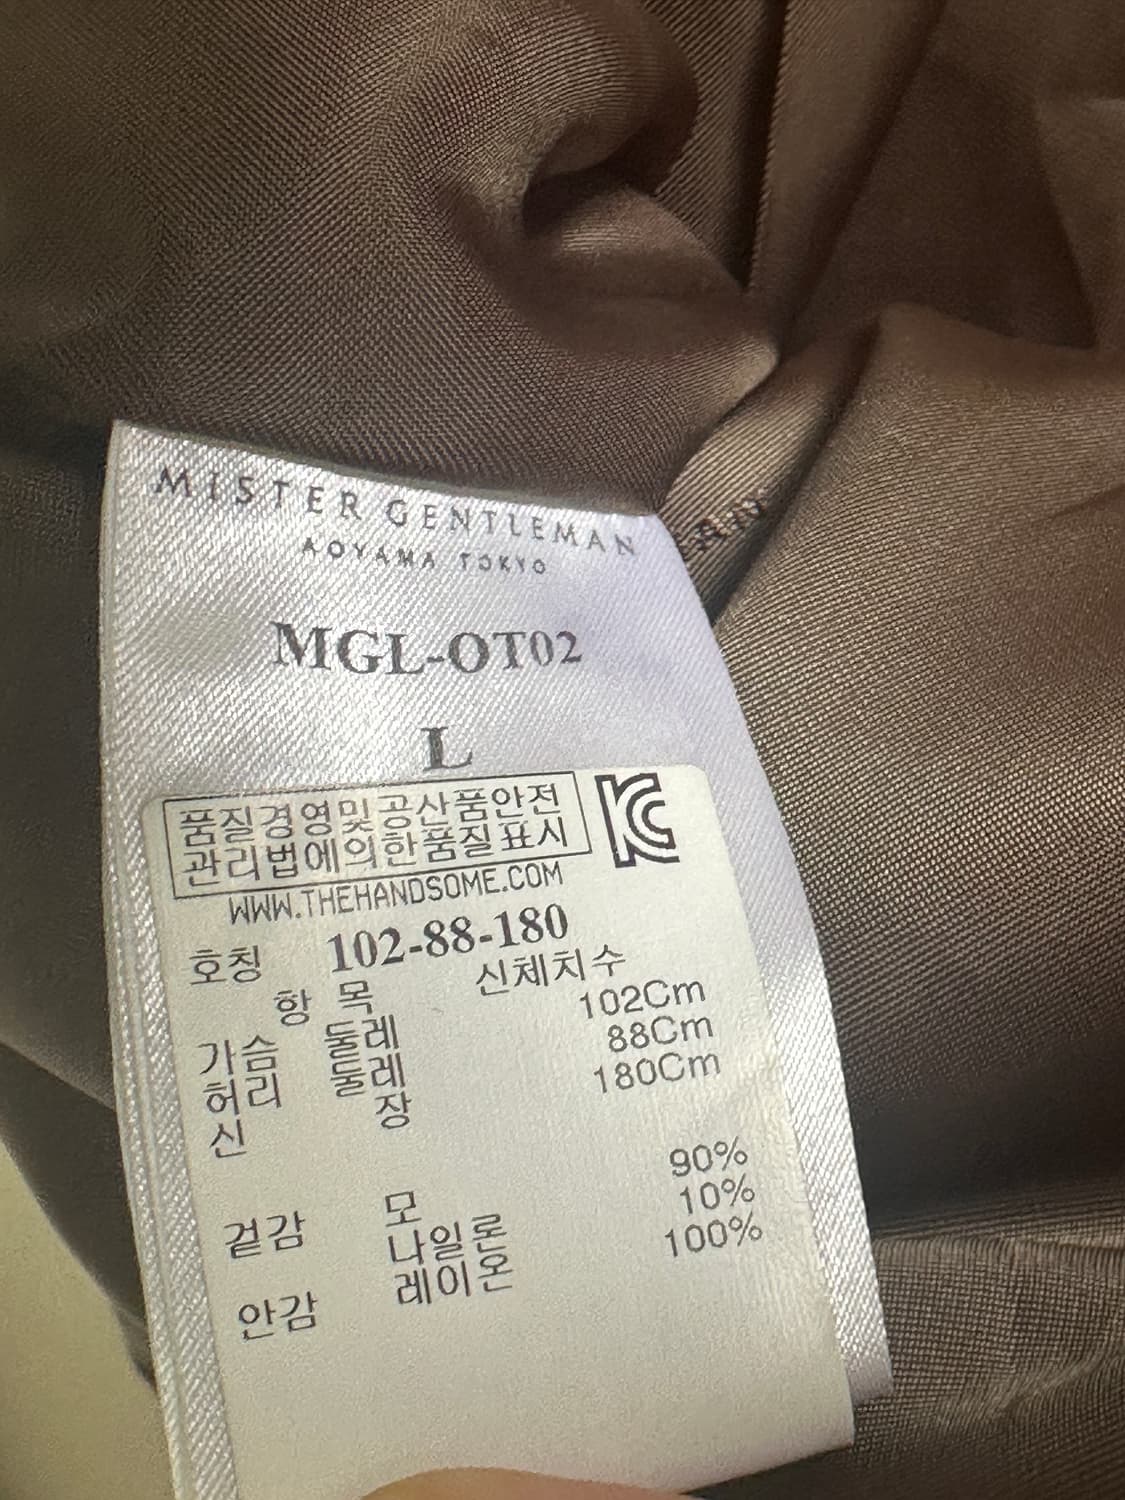 MISTER GENTLEMAN
AOYAMA TOKYO
MGL-OT02
L
품질경영및공산품안전
관리법에의한품질표시
WWW.THEHANDSOME.COM
호칭 102-88-180
항 목 신체치수
가슴 둘레 102Cm
허리 둘레 88Cm
신 장 180Cm
겉감 모 90%
나일론 10%
안감 레이온 100%